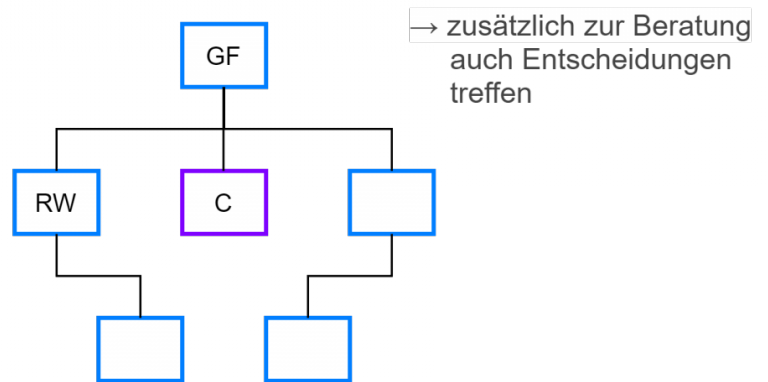 → zusätzlich zur Beratung
auch Entscheidungen
treffen
GF
RW
C